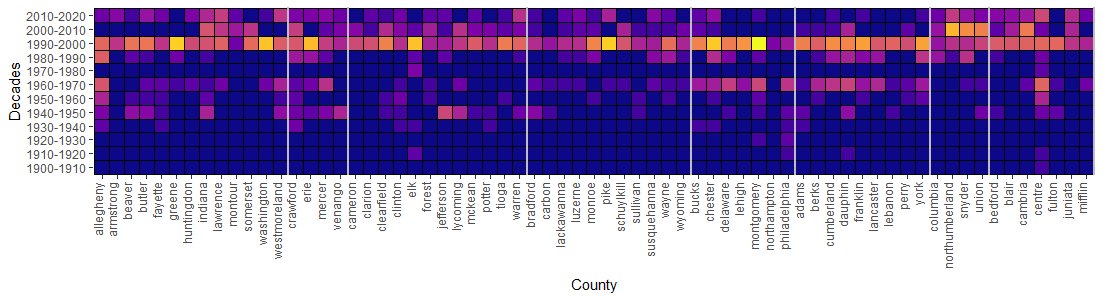 Decades
2010-2020
2000-2010
1990-2000
1980-1990
1970-1980
1960-1970
1950-1960
1940-1950
1930-1940
1920-1930
1910-1920
1900-1910
allegheny
armstrong
beaver
butler
fayette
greene
huntingdon
indiana
lawrence
montour
somerset
washington
westmoreland
crawford
erie
mercer
venango
cameron
clarion
clearfield
clinton
elk
forest
jefferson
lycoming
mckean
potter
tioga
warren
bradford
carbon
lackawanna
luzerne
monroe
pike
schuylkill
sullivan
susquehanna
wayne
wyoming
bucks
chester
delaware
lehigh
montgomery
northampton
philadelphia
adams
berks
cumberland
dauphin
franklin
lancaster
lebanon
perry
york
columbia
northumberland
snyder
union
bedford
blair
cambria
centre
fulton
juniata
mifflin
County